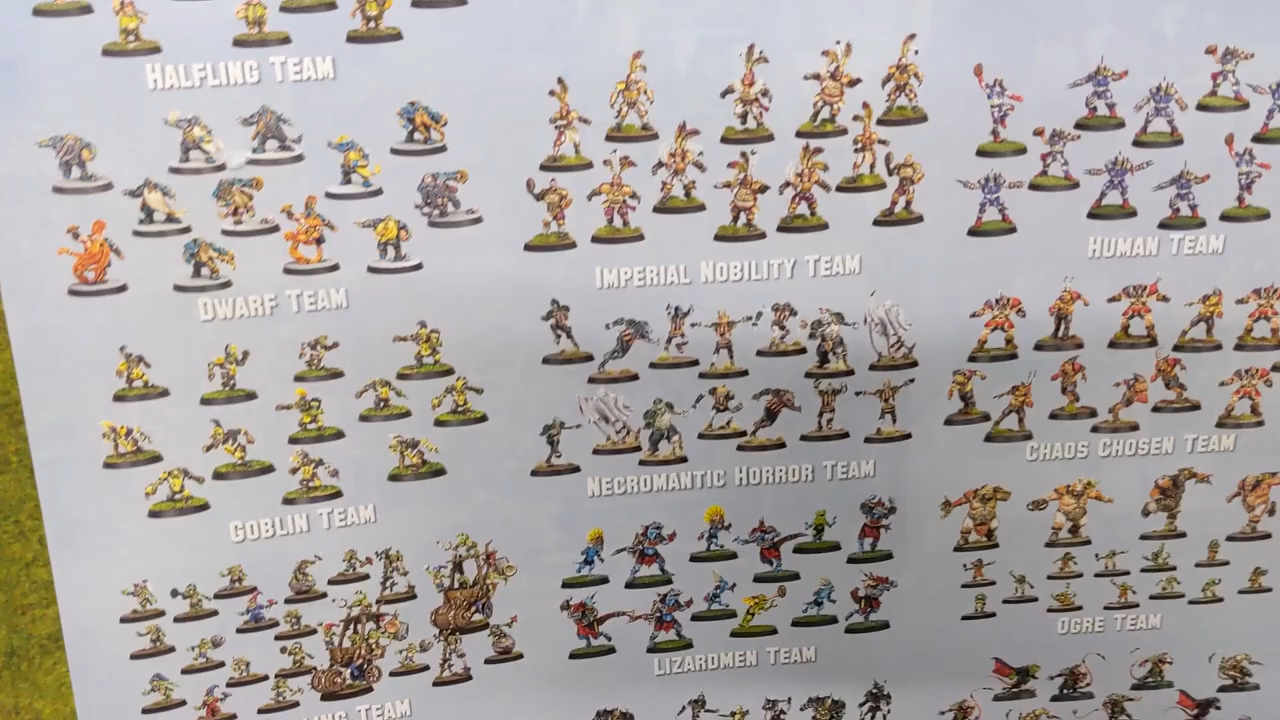 Halfling Team
Dwarf Team
Goblin Team
Team
Imperial Nobility Team
Necromantic Horror Team
Lizardmen Team
Human Team
Chaos Chosen Team
Ogre Team